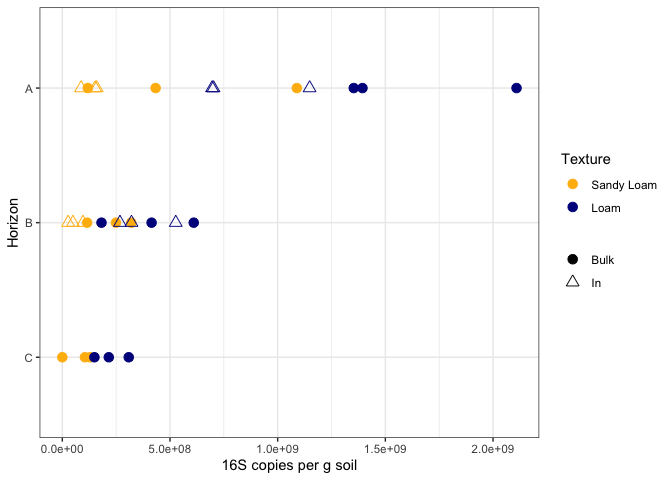 A
B
C
Horizon
0.0e+00 5.0e+08 1.0e+09 1.5e+09 2.0e+09
16S copies per g soil
Texture
Sandy Loam
Loam
Bulk
In